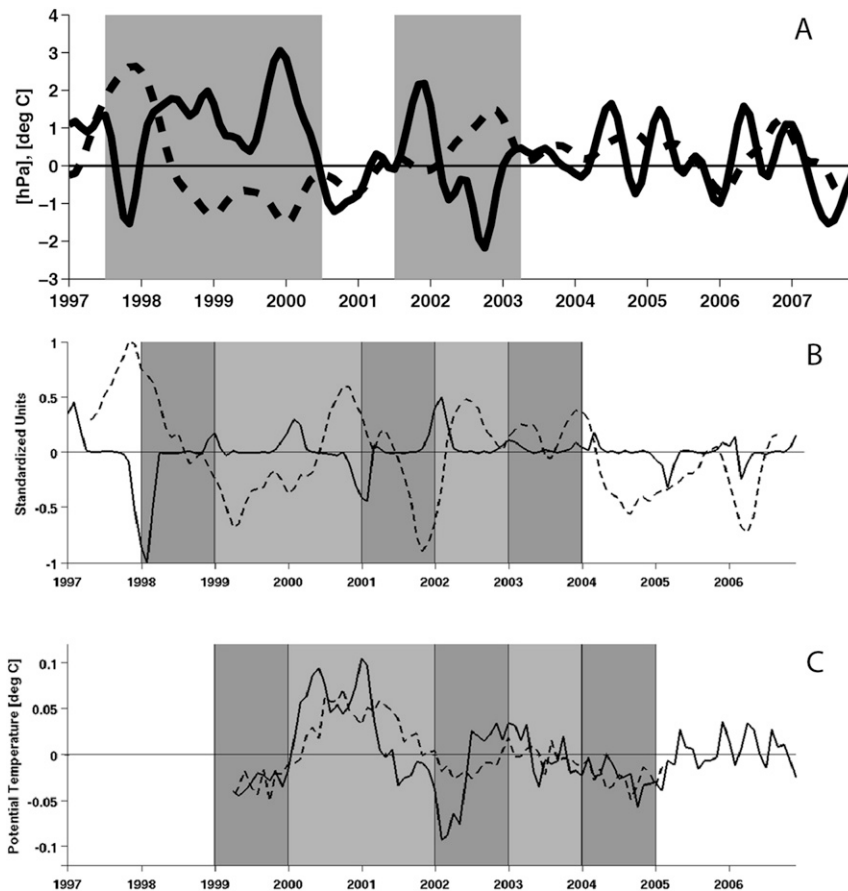 A
[hPa], [deg C]
4
3
2
1
0
−1
−2
−3
1997 1998 1999 2000 2001 2002 2003 2004 2005 2006 2007
B
Standardized Units
1
0.5
0
-0.5
-1
1997 1998 1999 2000 2001 2002 2003 2004 2005 2006
C
Potential Temperature [deg C]
0.1
0.05
0
-0.05
-0.1
1997 1998 1999 2000 2001 2002 2003 2004 2005 2006